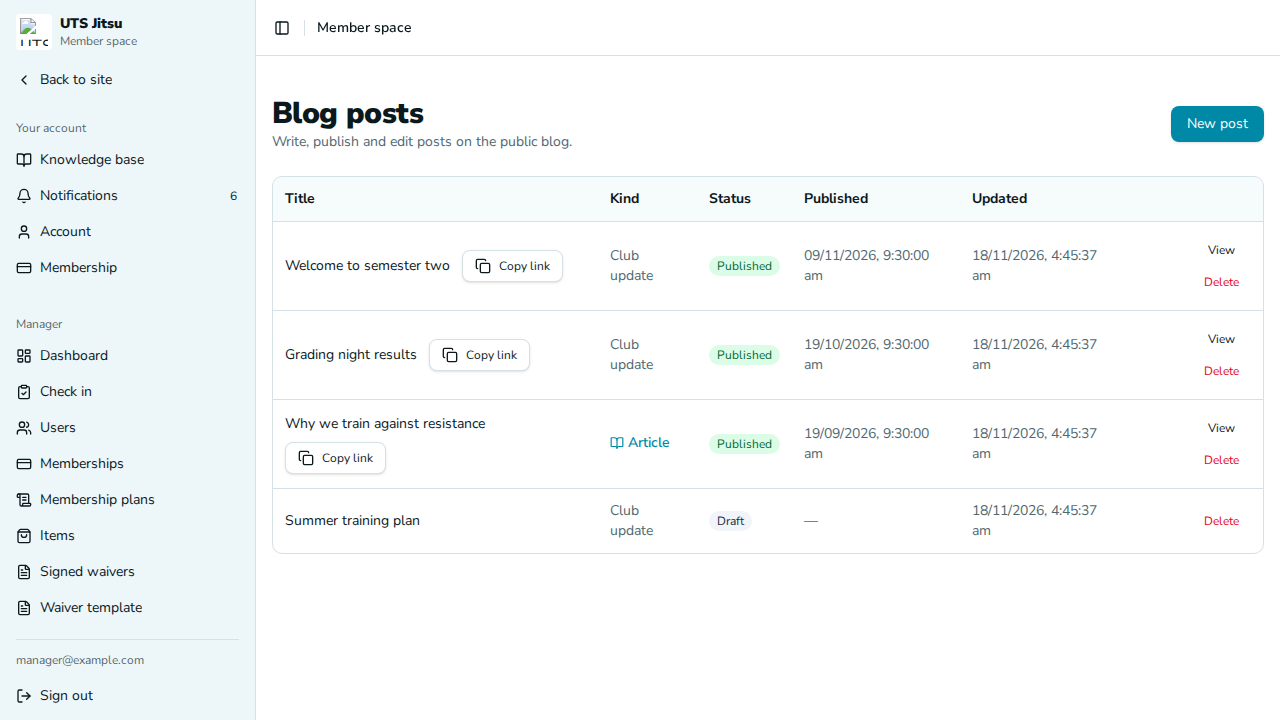 UTS Jitsu
Member space
Back to site
Your account
Knowledge base
Notifications 6
Account
Membership
Manager
Dashboard
Check in
Users
Memberships
Membership plans
Items
Signed waivers
Waiver template
manager@example.com
Sign out
Member space
Blog posts
Write, publish and edit posts on the public blog.
New post
Title Kind Status Published Updated
Welcome to semester two Copy link Club update Published 09/11/2026, 9:30:00 am 18/11/2026, 4:45:37 am View Delete
Grading night results Copy link Club update Published 19/10/2026, 9:30:00 am 18/11/2026, 4:45:37 am View Delete
Why we train against resistance Copy link Article Published 19/09/2026, 9:30:00 am 18/11/2026, 4:45:37 am View Delete
Summer training plan Club update Draft — 18/11/2026, 4:45:37 am Delete